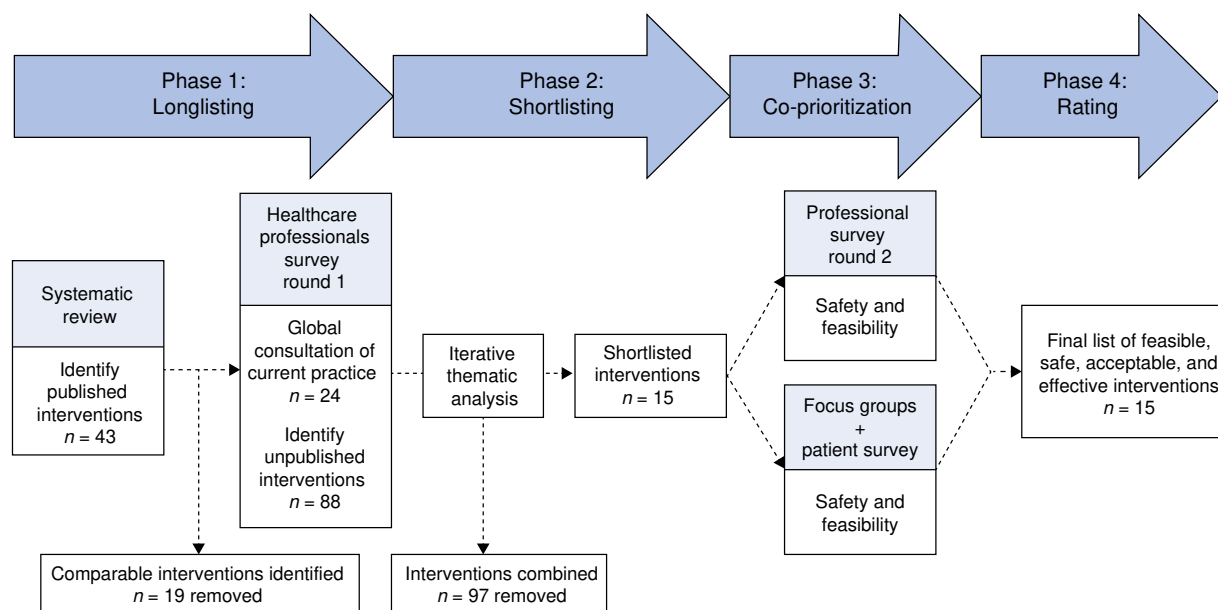 Phase 1:
Longlisting
Phase 2:
Shortlisting
Phase 3:
Co-prioritization
Phase 4:
Rating
Systematic
review
Identify
published
interventions
n = 43
Healthcare
professionals
survey
round 1
Global
consultation of
current practice
n = 24
Identify
unpublished
interventions
n = 88
Comparable interventions identified
n = 19 removed
Iterative
thematic
analysis
Interventions combined
n = 97 removed
Shortlisted
interventions
n = 15
Professional
survey
round 2
Safety and
feasibility
Focus groups
+
patient survey
Safety and
feasibility
Final list of feasible,
safe, acceptable, and
effective interventions
n = 15